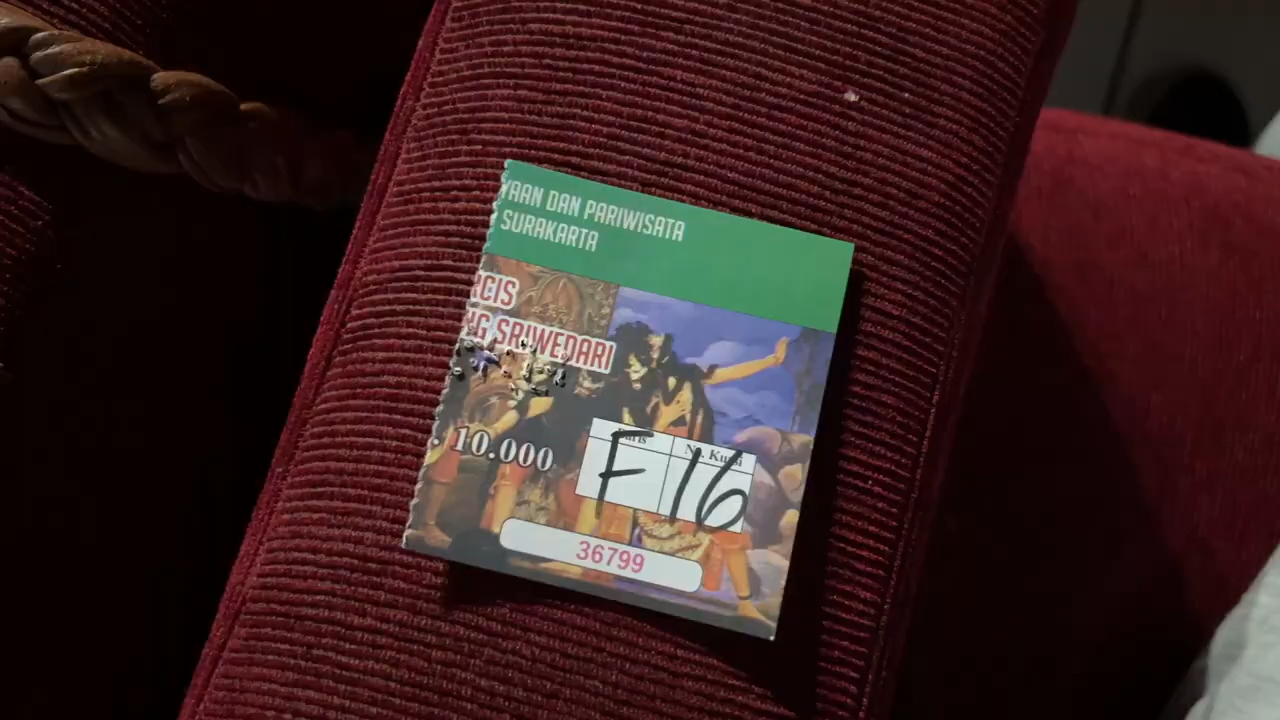 YAAN DAN PARIWISATA
SURAKARTA
RCIS
NG SRIWEDARI
. 10.000
Baris
No. Kursi
F
16
36799